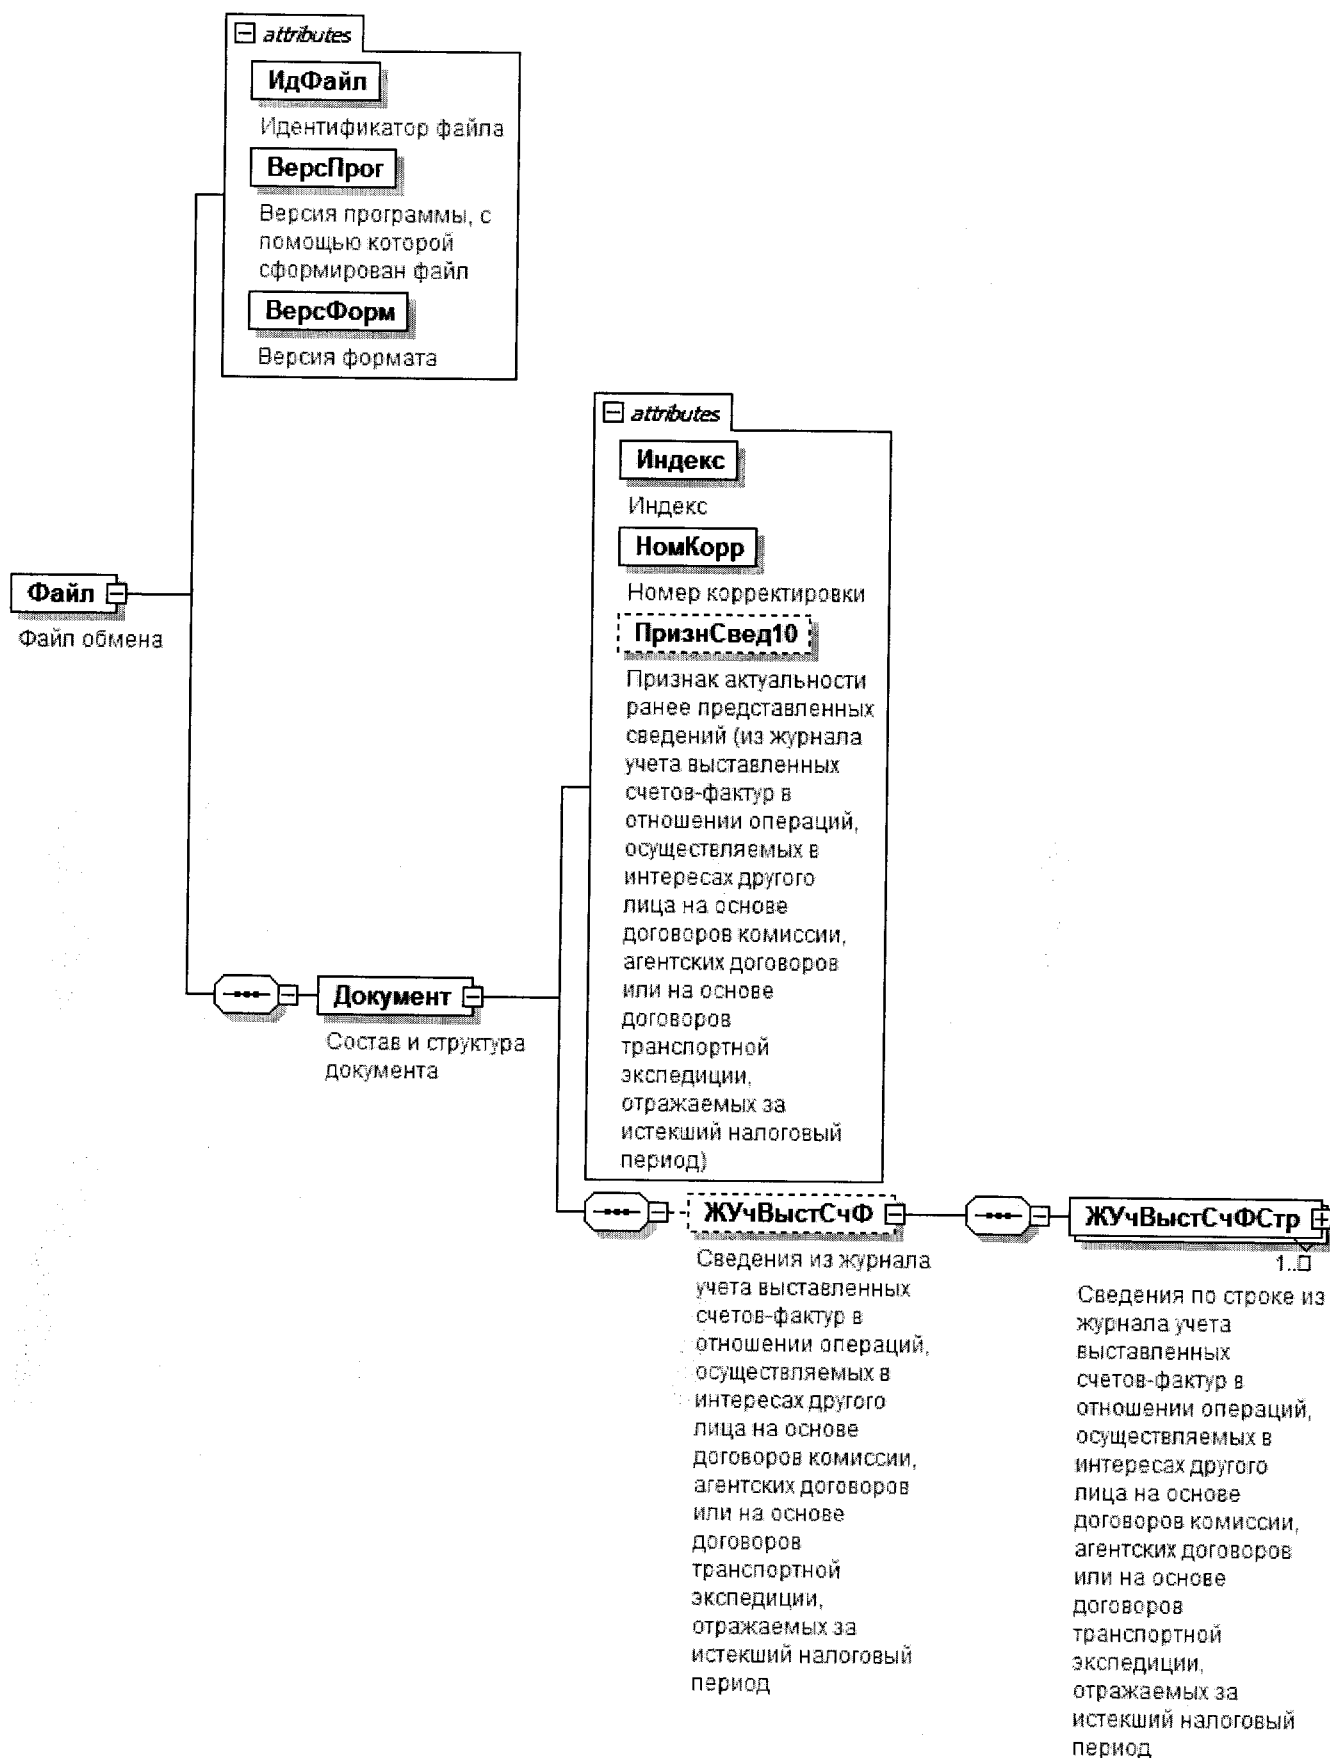 attributes
ИдФайл
Идентификатор файла
ВерсПрог
Версия программы, с
помощью которой
сформирован файл
ВерсФорм
Версия формата
Файл
Файл обмена
Документ
Состав и структура
документа
attributes
Индекс
Индекс
НомКорр
Номер корректировки
ПризнСвед10
Признак актуальности
ранее представленных
сведений (из журнала
учета выставленных
счетов-фактур в
отношении операций,
осуществляемых в
интересах другого
лица на основе
договоров комиссии,
агентских договоров
или на основе
договоров
транспортной
экспедиции,
отражаемых за
истекший налоговый
период)
ЖУчВыстСчФ
Сведения из журнала
учета выставленных
счетов-фактур в
отношении операций,
осуществляемых в
интересах другого
лица на основе
договоров комиссии,
агентских договоров
или на основе
договоров
транспортной
экспедиции,
отражаемых за
истекший налоговый
период
ЖУчВыстСчФСтр
1..□
Сведения по строке из
журнала учета
выставленных
счетов-фактур в
отношении операций,
осуществляемых в
интересах другого
лица на основе
договоров комиссии,
агентских договоров
или на основе
договоров
транспортной
экспедиции,
отражаемых за
истекший налоговый
период